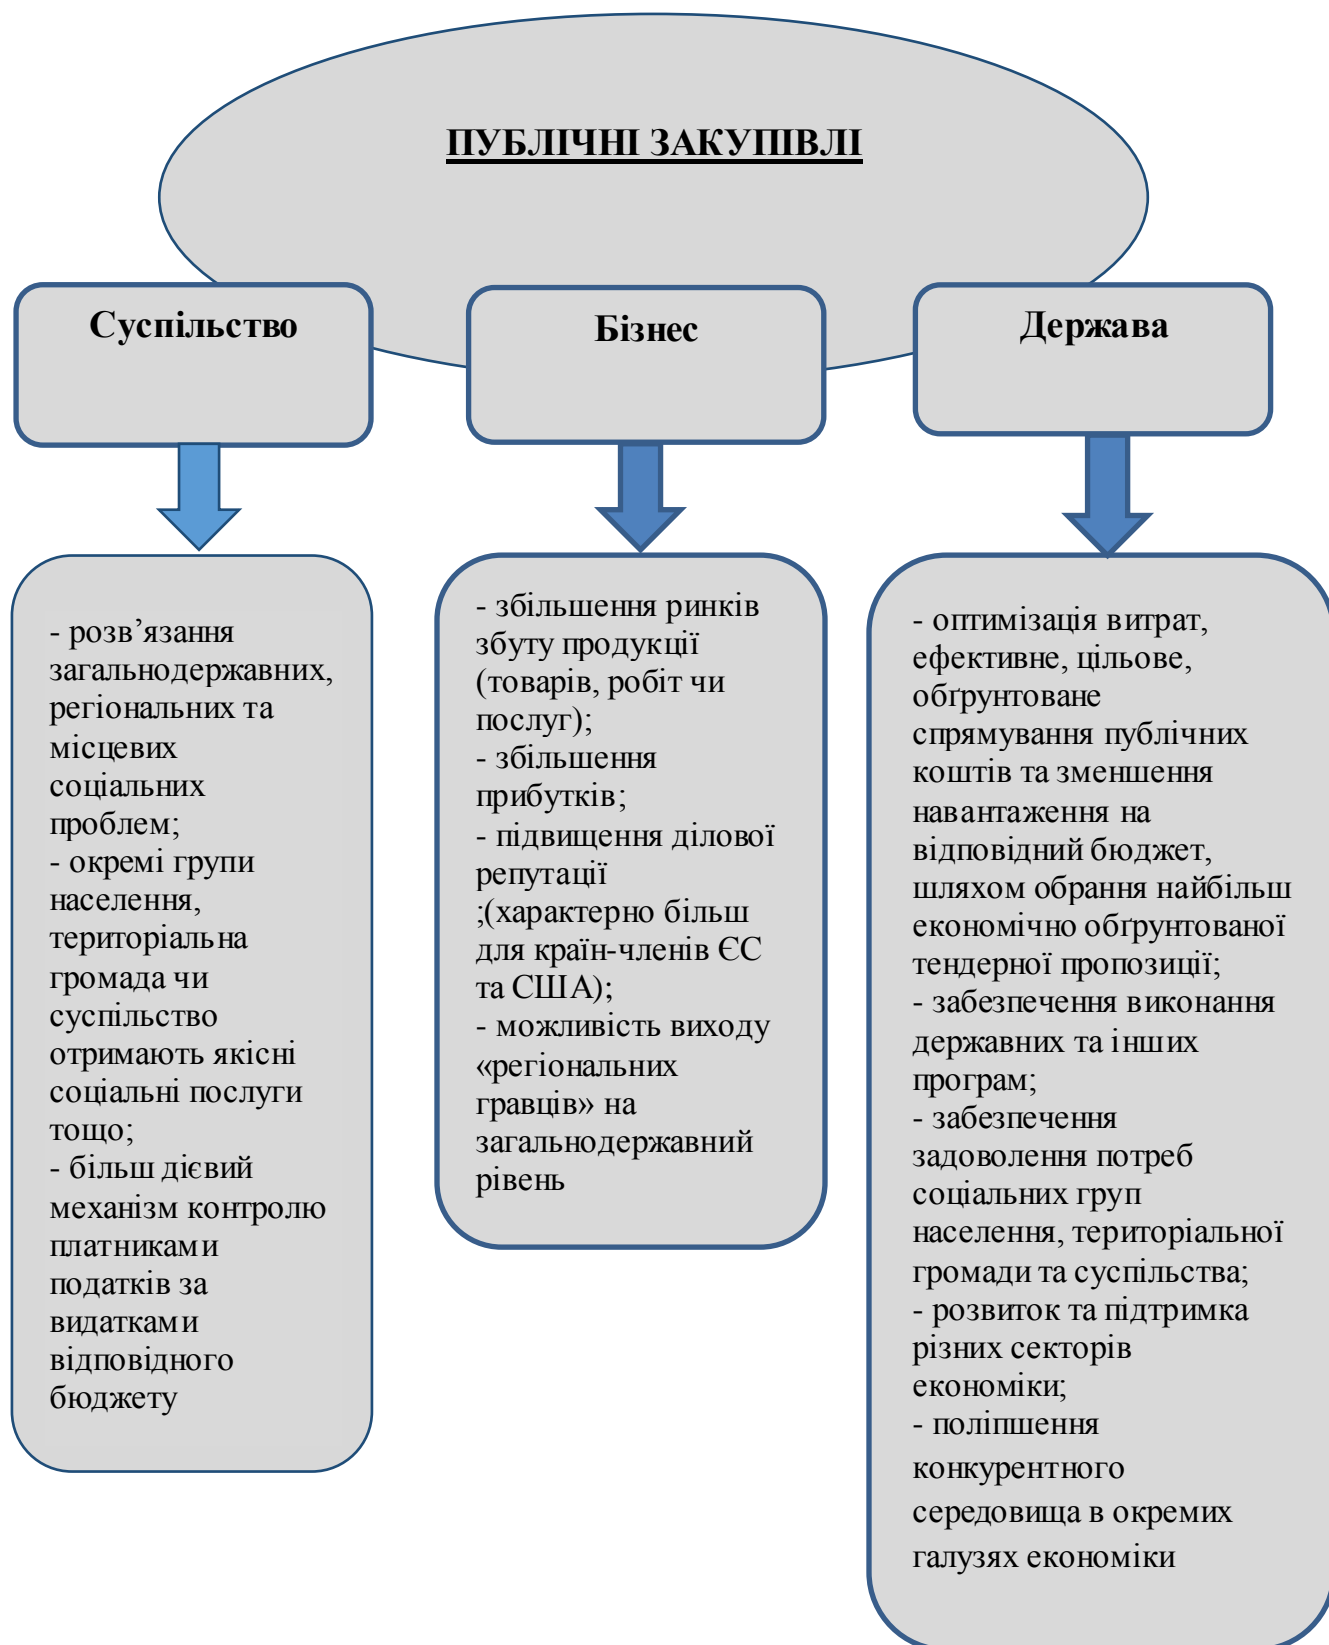 ПУБЛІЧНІ ЗАКУПІВЛІ
Суспільство
Бізнес
Держава
- розв’язання
загальнодержавних,
регіональних та
місцевих
соціальних
проблем;
- окремі групи
населення,
територіальна
громада чи
суспільство
отримають якісні
соціальні послуги
тощо;
- більш дієвий
механізм контролю
платниками
податків за
видатками
відповідного
бюджету
- збільшення ринків
збуту продукції
(товарів, робіт чи
послуг);
- збільшення
прибутків;
- підвищення ділової
репутації
;(характерно більш
для країн-членів ЄС
та США);
- можливість виходу
«регіональних
гравців» на
загальнодержавний
рівень
- оптимізація витрат,
ефективне, цільове,
обґрунтоване
спрямування публічних
коштів та зменшення
навантаження на
відповідний бюджет,
шляхом обрання найбільш
економічно обґрунтованої
тендерної пропозиції;
- забезпечення виконання
державних та інших
програм;
- забезпечення
задоволення потреб
соціальних груп
населення, територіальної
громади та суспільства;
- розвиток та підтримка
різних секторів
економіки;
- поліпшення
конкурентного
середовища в окремих
галузях економіки